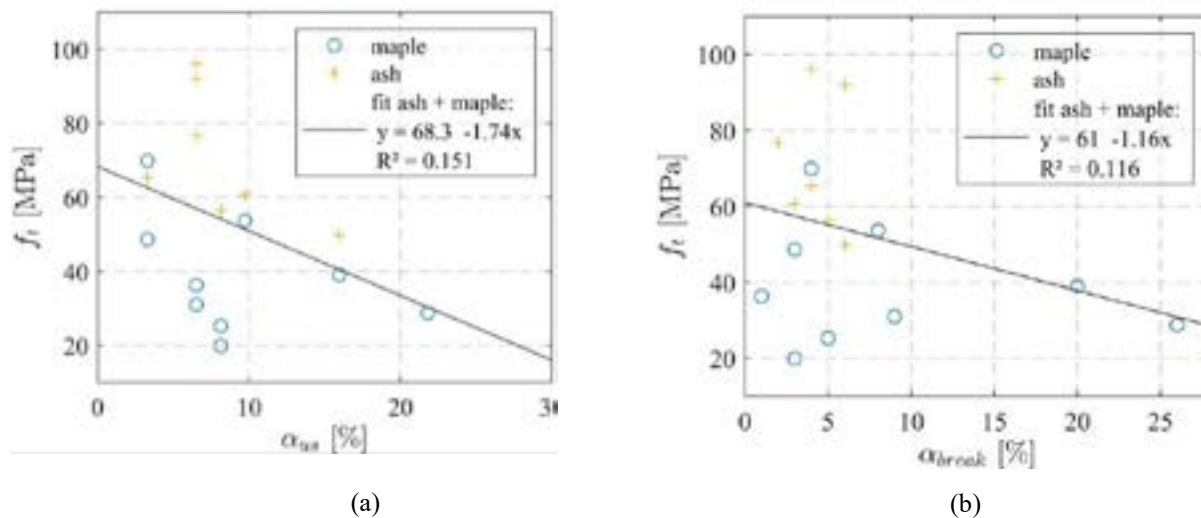 100
80
60
40
20
0
10
20
30
f_t [MPa]
α_us [%]
maple
ash
fit ash + maple:
y = 68.3 -1.74x
R² = 0.151
(a)
100
80
60
40
20
0
5
10
15
20
25
f_t [MPa]
α_break [%]
maple
ash
fit ash + maple:
y = 61 -1.16x
R² = 0.116
(b)